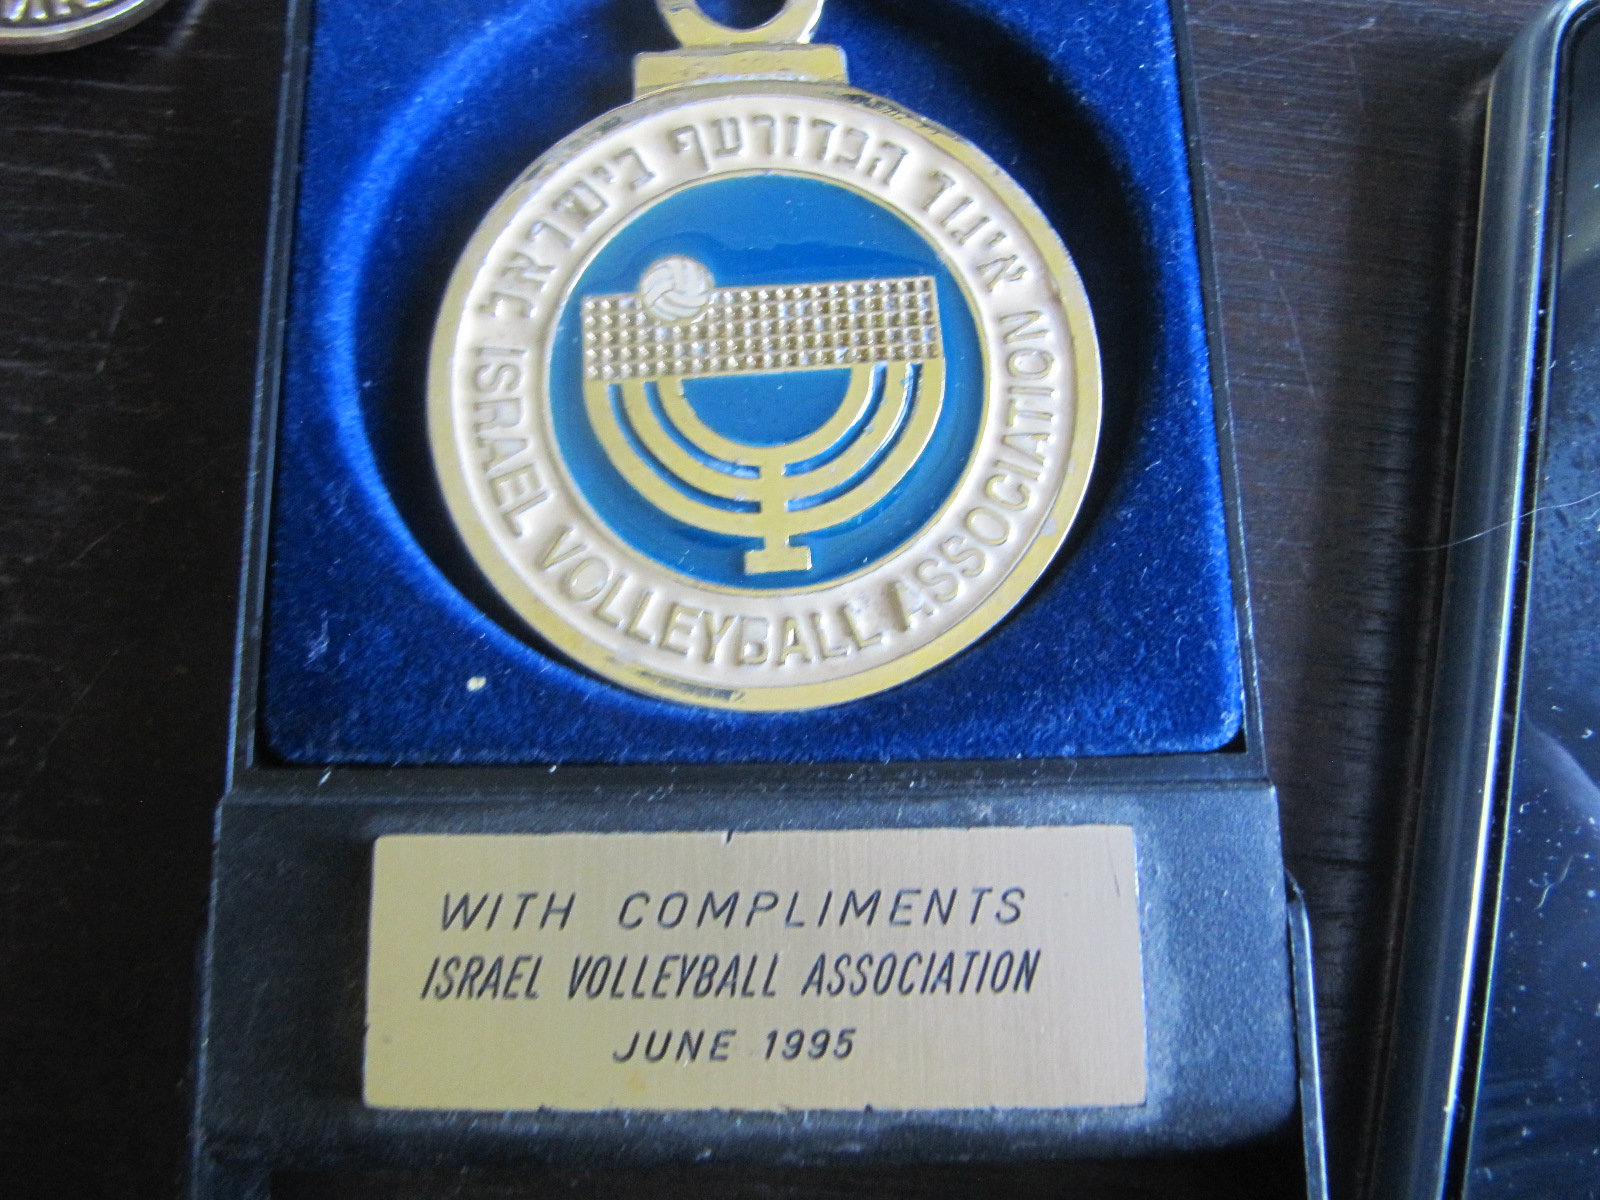 איגוד הכדורעף בישראל
ISRAEL VOLLEYBALL ASSOCIATION
WITH COMPLIMENTS
ISRAEL VOLLEYBALL ASSOCIATION
JUNE 1995